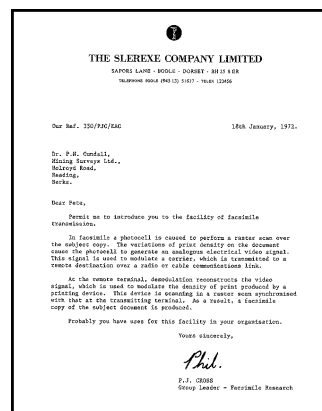 THE SLEREXE COMPANY LIMITED
SAPORS LANE - BOOLE - DORSET - BH 25 8 ER
TELEPHONE BOOLE (945 13) 51617 - TELEX 123456
Our Ref. 350/PJC/EAC
18th January, 1972.
Dr. P.N. Cundall,
Mining Surveys Ltd.,
Holroyd Road,
Reading,
Berks.
Dear Pete,
Permit me to introduce you to the facility of facsimile
transmission.
In facsimile a photocell is caused to perform a raster scan over
the subject copy. The variations of print density on the document
cause the photocell to generate an analogous electrical video signal.
This signal is used to modulate a carrier, which is transmitted to a
remote destination over a radio or cable communications link.
At the remote terminal, demodulation reconstructs the video
signal, which is used to modulate the density of print produced by a
printing device. This device is scanning in a raster scan synchronised
with that at the transmitting terminal. As a result, a facsimile
copy of the subject document is produced.
Probably you have uses for this facility in your organisation.
Yours sincerely,
Phil.
P.J. CROSS
Group Leader - Facsimile Research